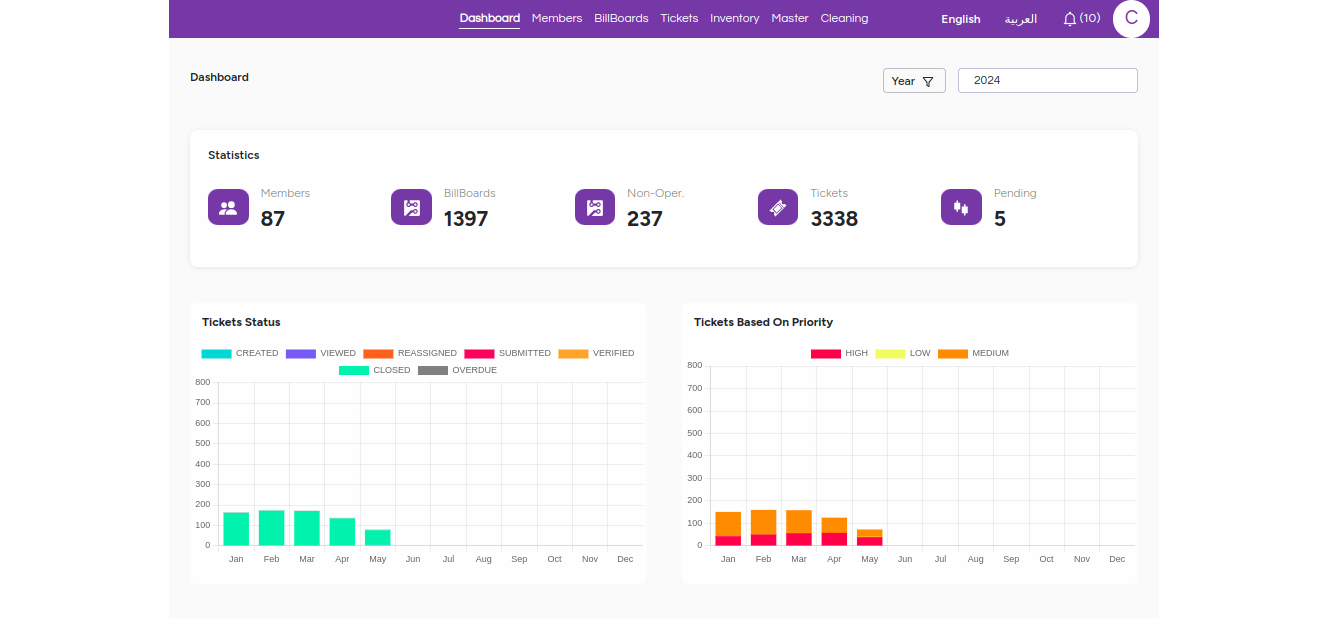 Dashboard Members BillBoards Tickets Inventory Master Cleaning English العربية (10) C
Dashboard
Year 2024
Statistics
Members BillBoards Non-Oper. Tickets Pending
87 1397 237 3338 5
Tickets Status
CREATED VIEWED REASSIGNED SUBMITTED VERIFIED
CLOSED OVERDUE
800
700
600
500
400
300
200
100
0
Jan Feb Mar Apr May Jun Jul Aug Sep Oct Nov Dec
Tickets Based On Priority
HIGH LOW MEDIUM
800
700
600
500
400
300
200
100
0
Jan Feb Mar Apr May Jun Jul Aug Sep Oct Nov Dec